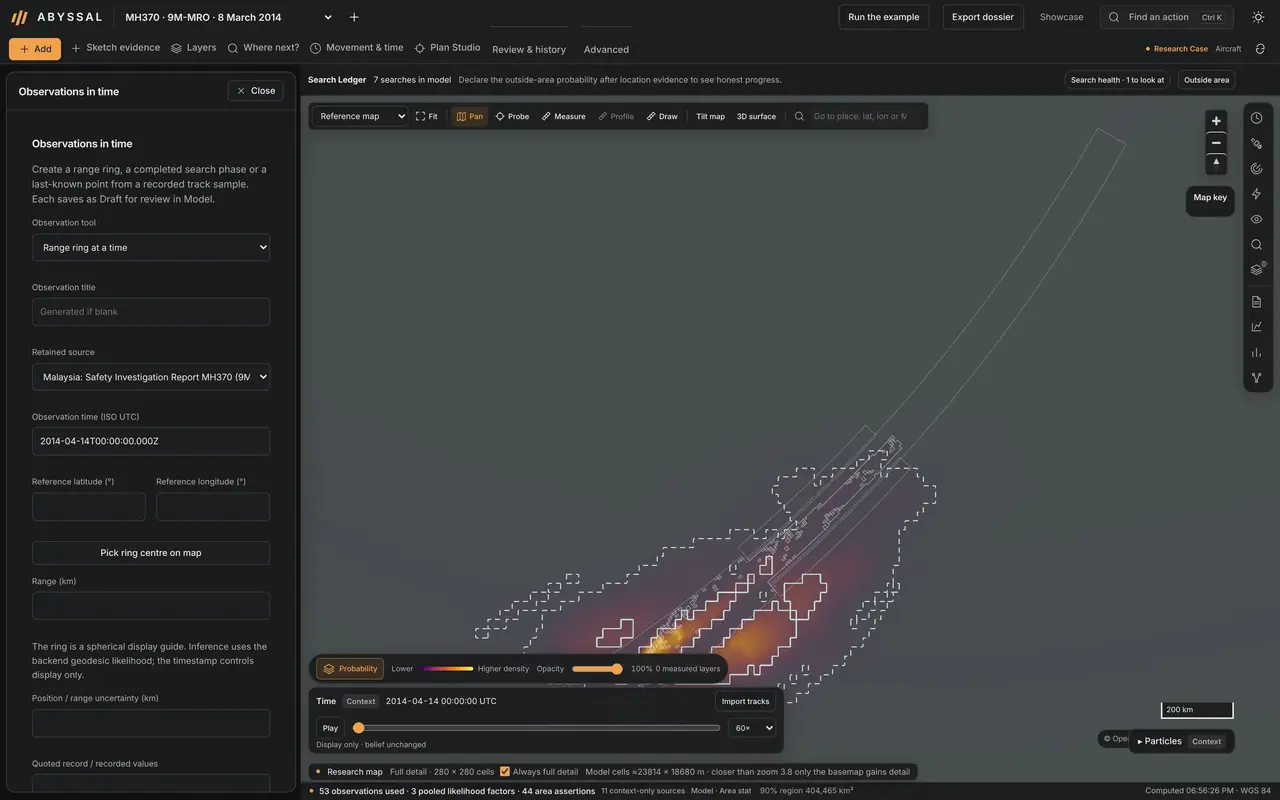 ABYSSAL
MH370 · 9M-MRO · 8 March 2014
Run the example
Export dossier
Showcase
Find an action Ctrl K
Add
Sketch evidence
Layers
Where next?
Movement & time
Plan Studio
Review & history
Advanced
Research Case
Aircraft
Observations in time
Close
Search Ledger 7 searches in model Declare the outside-area probability after location evidence to see honest progress.
Search health · 1 to look at
Outside area
Reference map
Fit
Pan
Probe
Measure
Profile
Draw
Tilt map
3D surface
Go to place, lat, lon or M
Map key
0
Observations in time
Create a range ring, a completed search phase or a
last-known point from a recorded track sample.
Each saves as Draft for review in Model.
Observation tool
Range ring at a time
Observation title
Generated if blank
Retained source
Malaysia: Safety Investigation Report MH370 (9M
Observation time (ISO UTC)
2014-04-14T00:00:00.000Z
Reference latitude (°)
Reference longitude (°)
Pick ring centre on map
Range (km)
The ring is a spherical display guide. Inference uses the
backend geodesic likelihood; the timestamp controls
display only.
Position / range uncertainty (km)
Quoted record / recorded values
Probability
Lower
Higher density
Opacity
100% 0 measured layers
Time
Context
2014-04-14 00:00:00 UTC
Import tracks
Play
60×
Display only · belief unchanged
200 km
© Ope
▸ Particles
Context
Research map Full detail · 280 × 280 cells Always full detail Model cells ≈23814 × 18680 m · closer than zoom 3.8 only the basemap gains detail
53 observations used · 3 pooled likelihood factors · 44 area assertions 11 context-only sources Model · Area stat 90% region 404,465 km²
Computed 06:56:26 PM · WGS 84